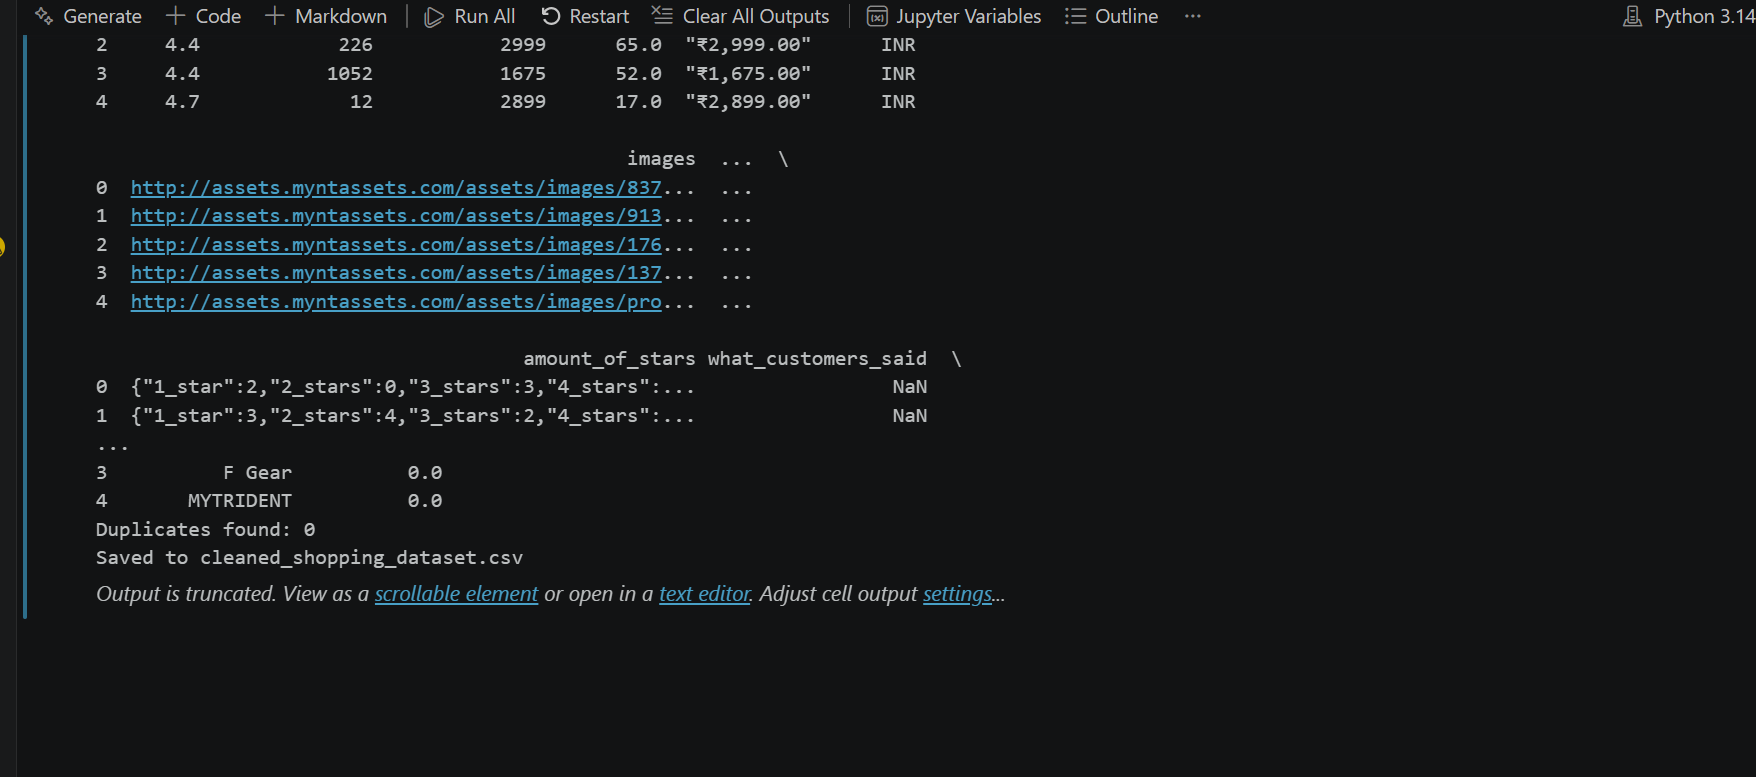 Generate + Code + Markdown | Run All Restart Clear All Outputs | Jupyter Variables Outline ... Python 3.14
2 4.4 226 2999 65.0 "₹2,999.00" INR
3 4.4 1052 1675 52.0 "₹1,675.00" INR
4 4.7 12 2899 17.0 "₹2,899.00" INR
images ... \
0 http://assets.myntassets.com/assets/images/837... ...
1 http://assets.myntassets.com/assets/images/913... ...
2 http://assets.myntassets.com/assets/images/176... ...
3 http://assets.myntassets.com/assets/images/137... ...
4 http://assets.myntassets.com/assets/images/pro... ...
amount_of_stars what_customers_said \
0 {"1_star":2,"2_stars":0,"3_stars":3,"4_stars":... NaN
1 {"1_star":3,"2_stars":4,"3_stars":2,"4_stars":... NaN
...
3 F Gear 0.0
4 MYTRIDENT 0.0
Duplicates found: 0
Saved to cleaned_shopping_dataset.csv
Output is truncated. View as a scrollable element or open in a text editor. Adjust cell output settings...